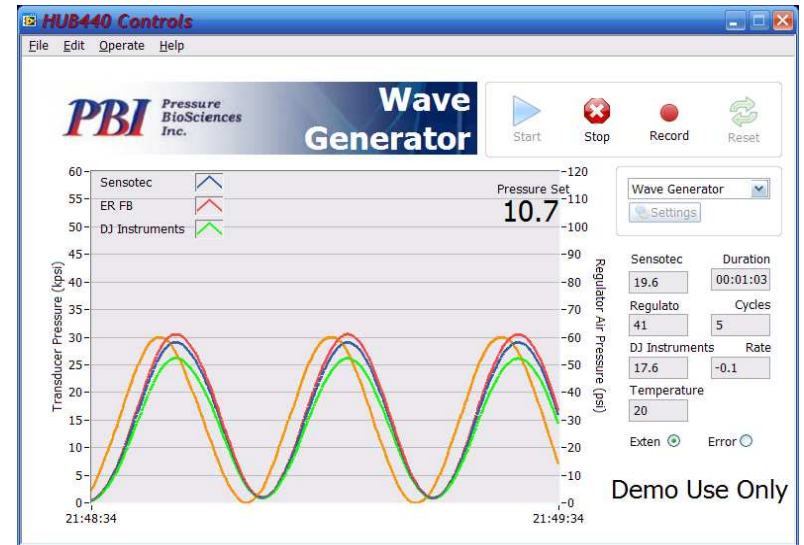 HUB440 Controls
File Edit Operate Help
PBI Pressure BioSciences Inc.
Wave Generator
Start Stop Record Reset
Sensotec
ER FB
DJ Instruments
Pressure Set
10.7
60
55
50
45
40
35
30
25
20
15
10
5
0
Transducer Pressure (kpsi)
120
110
100
90
80
70
60
50
40
30
20
10
0
Regulator Air Pressure (psi)
21:48:34 21:49:34
Wave Generator
Settings
Sensotec Duration
19.6 00:01:03
Regulato Cycles
41 5
DJ Instruments Rate
17.6 -0.1
Temperature
20
Exten Error
Demo Use Only